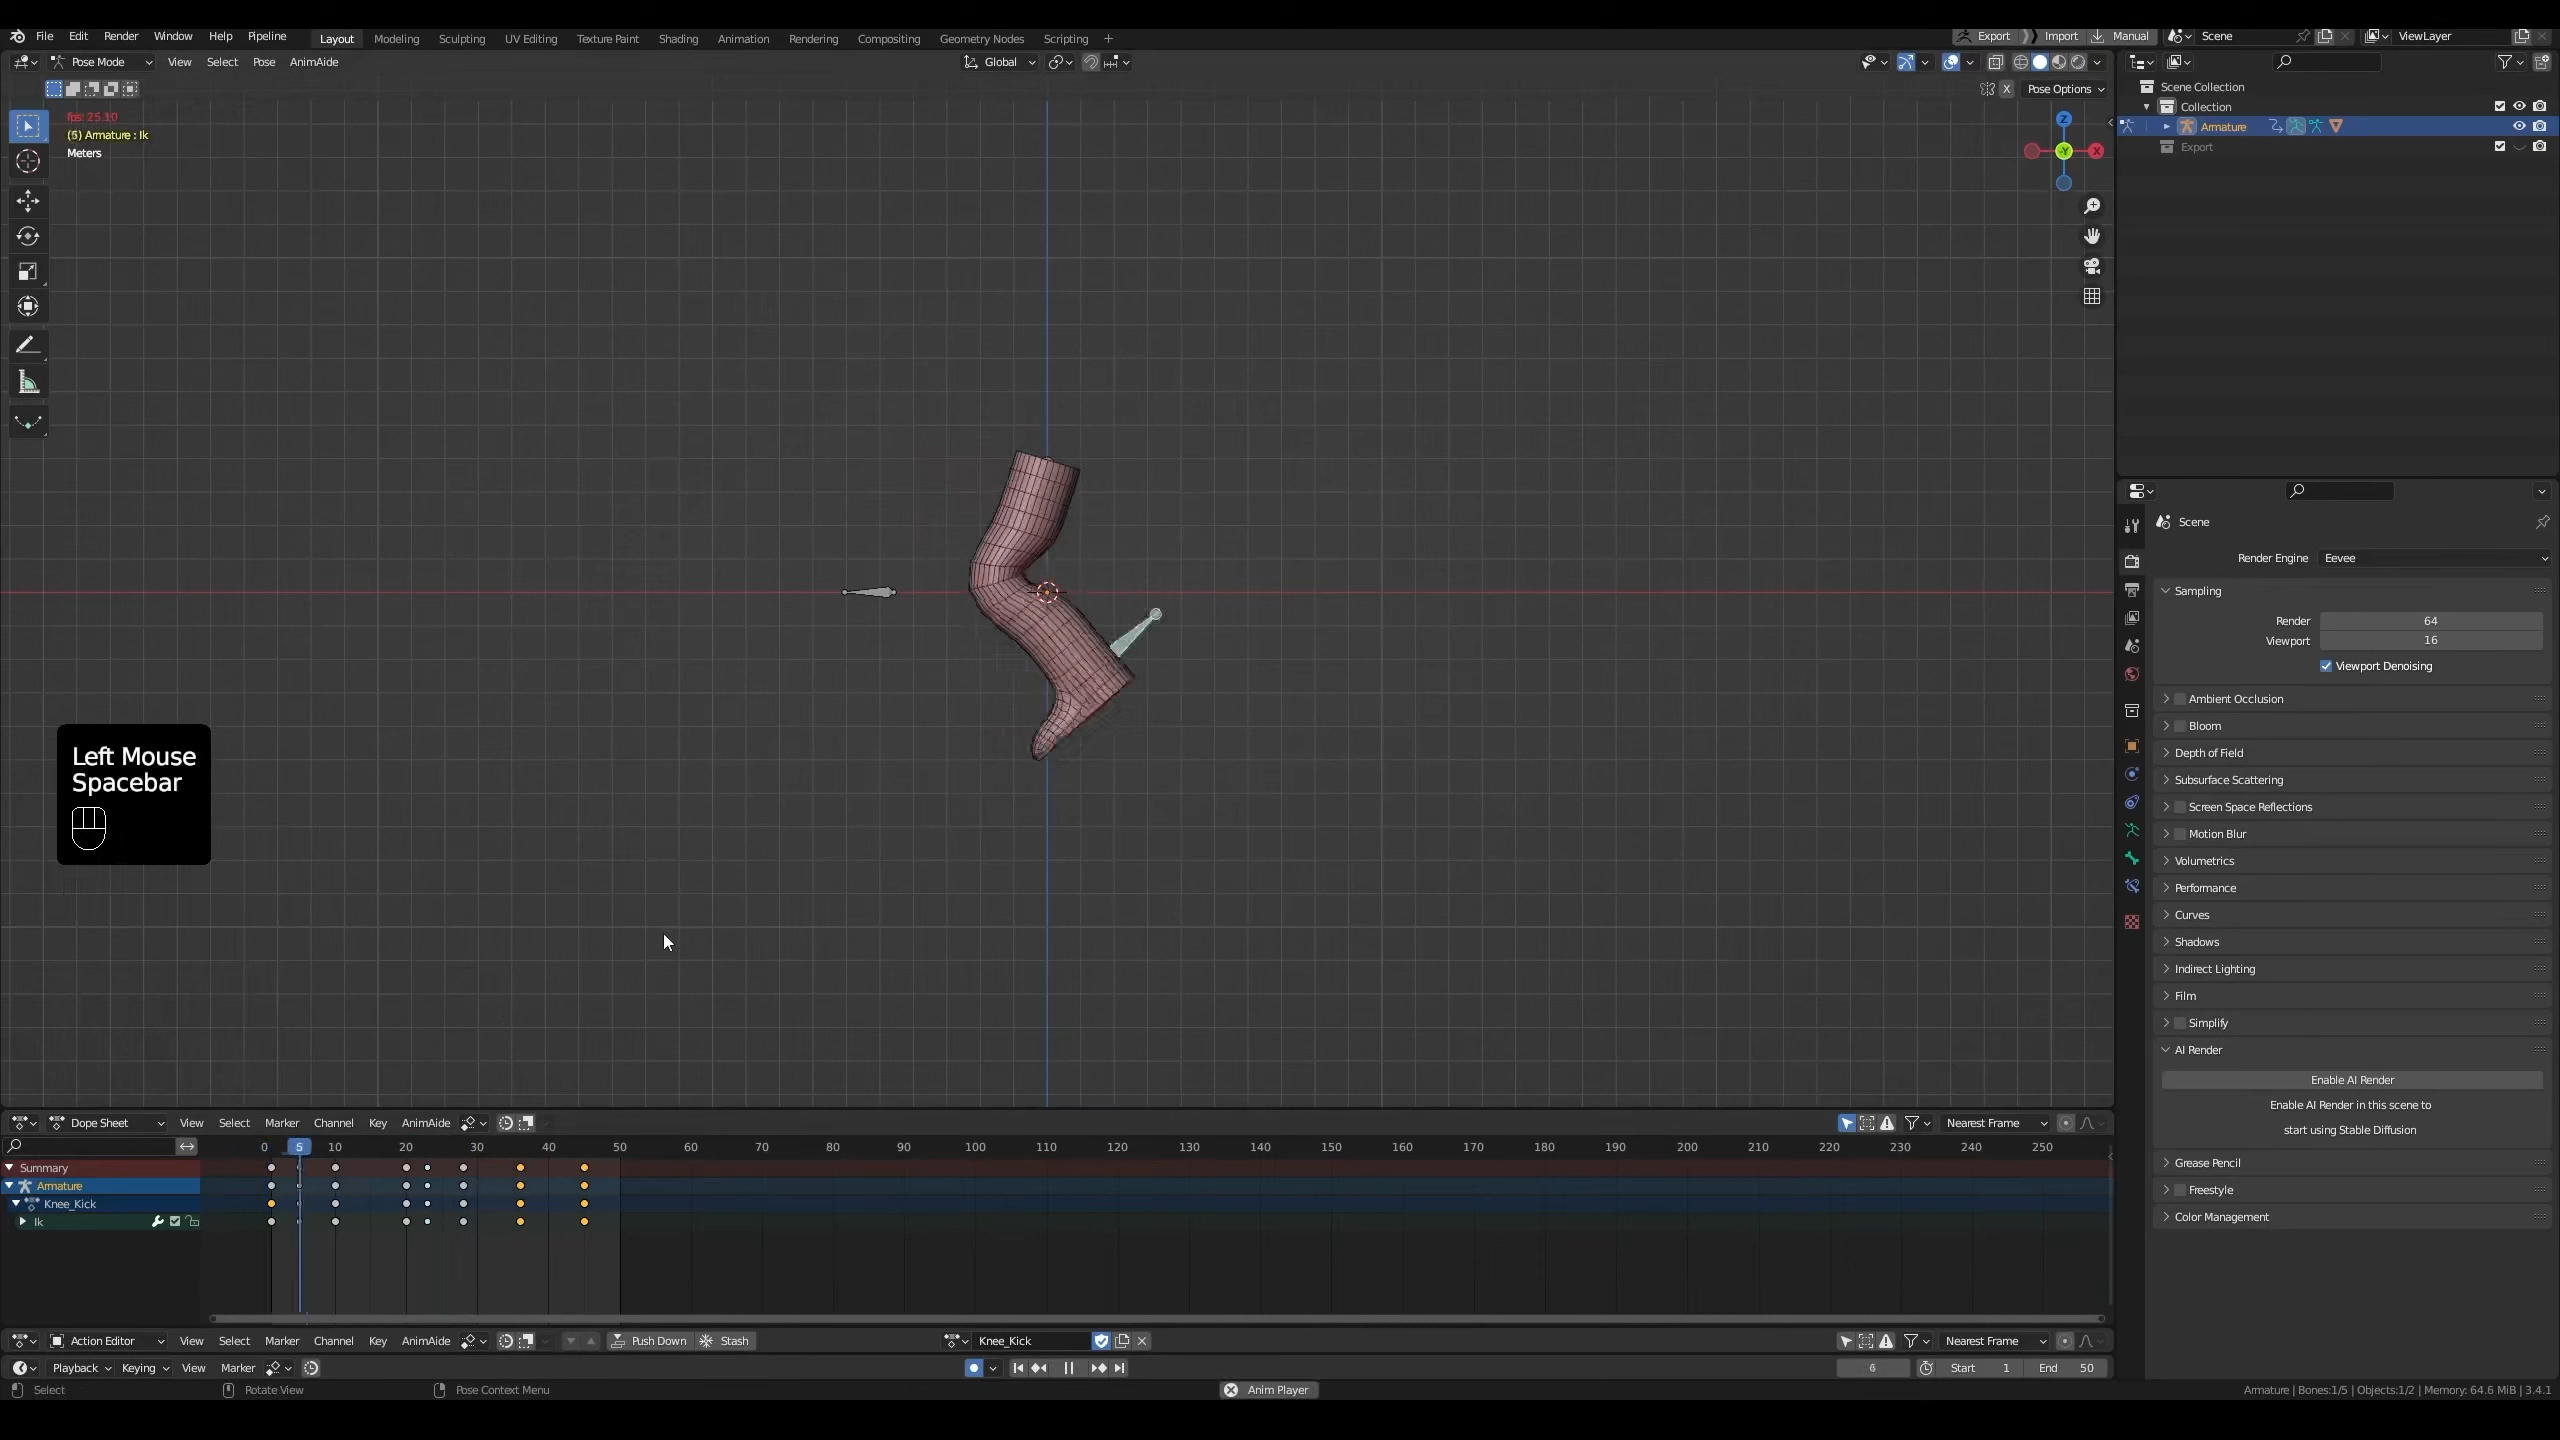 File Edit Render Window Help Pipeline Layout Modeling Sculpting UV Editing Texture Paint Shading Animation Rendering Compositing Geometry Nodes Scripting + Export Import Manual Scene ViewLayer
Pose Mode View Select Pose AnimAide Global
X Pose Options
fps: 25.10
(5) Armature : Ik
Meters
Z
-Y X
Scene Collection
Collection
Armature
Export
Scene
Render Engine Eevee
Sampling
Render 64
Viewport 16
Viewport Denoising
Ambient Occlusion
Bloom
Depth of Field
Subsurface Scattering
Screen Space Reflections
Motion Blur
Volumetrics
Performance
Curves
Shadows
Indirect Lighting
Film
Simplify
AI Render
Enable AI Render
Enable AI Render in this scene to
start using Stable Diffusion
Grease Pencil
Freestyle
Color Management
Left Mouse
Spacebar
Dope Sheet View Select Marker Channel Key AnimAide Nearest Frame
0 5 10 20 30 40 50 60 70 80 90 100 110 120 130 140 150 160 170 180 190 200 210 220 230 240 250
Summary
Armature
Knee_Kick
Ik
Action Editor View Select Marker Channel Key AnimAide Push Down Stash Knee_Kick Nearest Frame
Playback Keying View Marker 6 Start 1 End 50
Select Rotate View Pose Context Menu Anim Player Armature | Bones:1/5 | Objects:1/2 | Memory: 64.6 MiB | 3.4.1